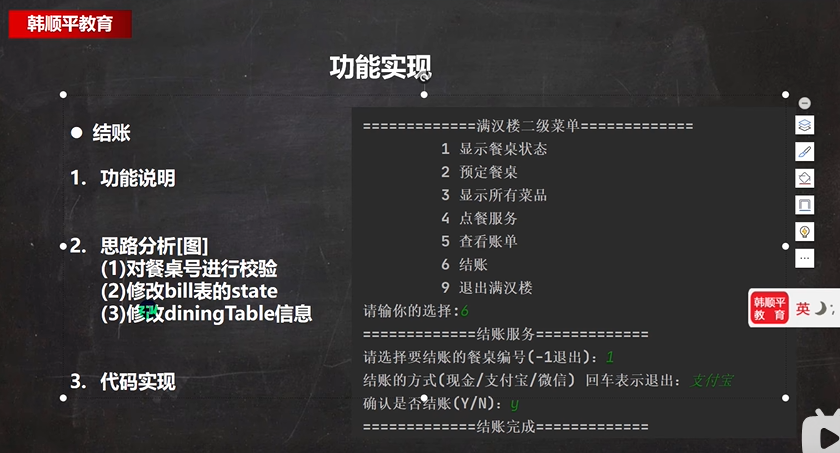 韩顺平教育
功能实现
● 结账
1. 功能说明
2. 思路分析[图]
(1)对餐桌号进行校验
(2)修改bill表的state
(3)修改diningTable信息
3. 代码实现
=============满汉楼二级菜单=============
1 显示餐桌状态
2 预定餐桌
3 显示所有菜品
4 点餐服务
5 查看账单
6 结账
9 退出满汉楼
请输你的选择:6
=============结账服务=============
请选择要结账的餐桌编号(-1退出): 1
结账的方式(现金/支付宝/微信) 回车表示退出: 支付宝
确认是否结账(Y/N): y
=============结账完成=============
韩顺平
教 育
英